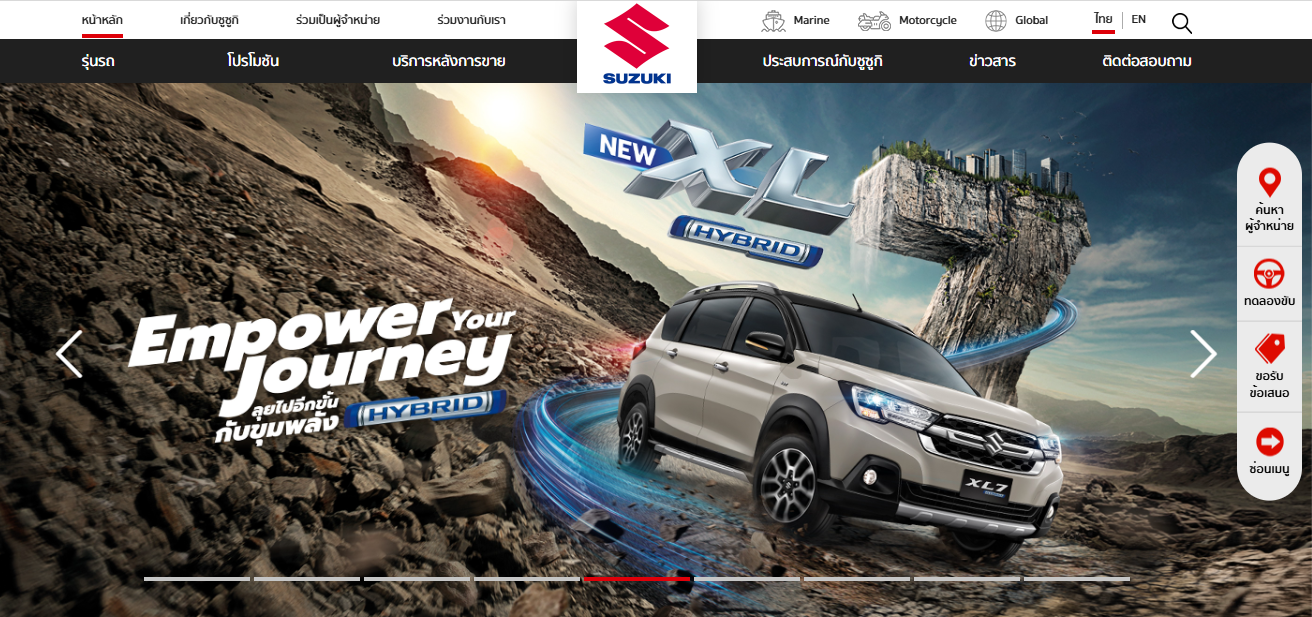 หน้าหลัก เกี่ยวกับซูซูกิ ร่วมเป็นผู้จำหน่าย ร่วมงานกับเรา
Marine Motorcycle Global ไทย EN
SUZUKI
รุ่นรถ โปรโมชัน บริการหลังการขาย ประสบการณ์กับซูซูกิ ข่าวสาร ติดต่อสอบถาม
NEW XL7
HYBRID
Empower Your
Journey
ลุยไปอีกขั้น
กับขุมพลัง HYBRID
XL7
ค้นหา
ผู้จำหน่าย
ทดลองขับ
ขอรับ
ข้อเสนอ
ซ่อนเมนู